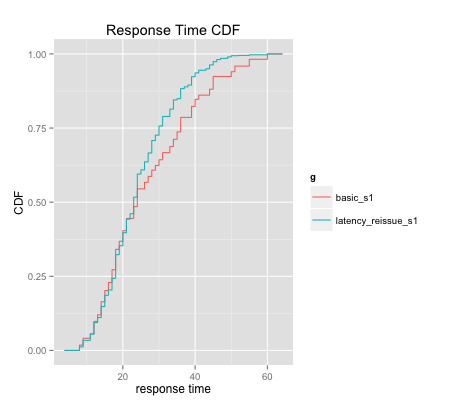 Response Time CDF
1.00
0.75
0.50
0.25
0.00
CDF
20
40
60
response time
g
basic_s1
latency_reissue_s1